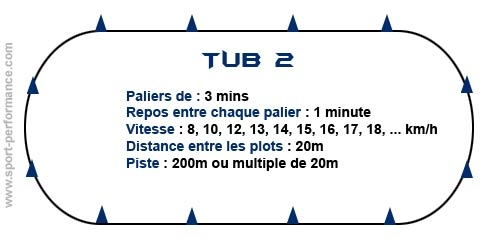 TUB 2
Paliers de : 3 mins
Repos entre chaque palier : 1 minute
Vitesse : 8, 10, 12, 13, 14, 15, 16, 17, 18, ... km/h
Distance entre les plots : 20m
Piste : 200m ou multiple de 20m
www.sport-performance.com